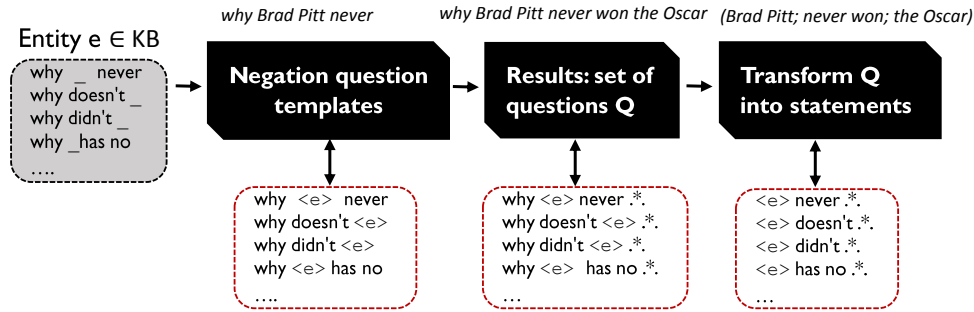 why Brad Pitt never
why Brad Pitt never won the Oscar
(Brad Pitt; never won; the Oscar)
Entity e ∈ KB
why _ never
why doesn't _
why didn't _
why _has no
....
Negation question
templates
Results: set of
questions Q
Transform Q
into statements
why <e> never
why doesn't <e>
why didn't <e>
why <e> has no
....
why <e> never .*.
why doesn't <e> .*.
why didn't <e> .*.
why <e> has no .*.
...
<e> never .*.
<e> doesn't .*.
<e> didn't .*.
<e> has no .*.
...